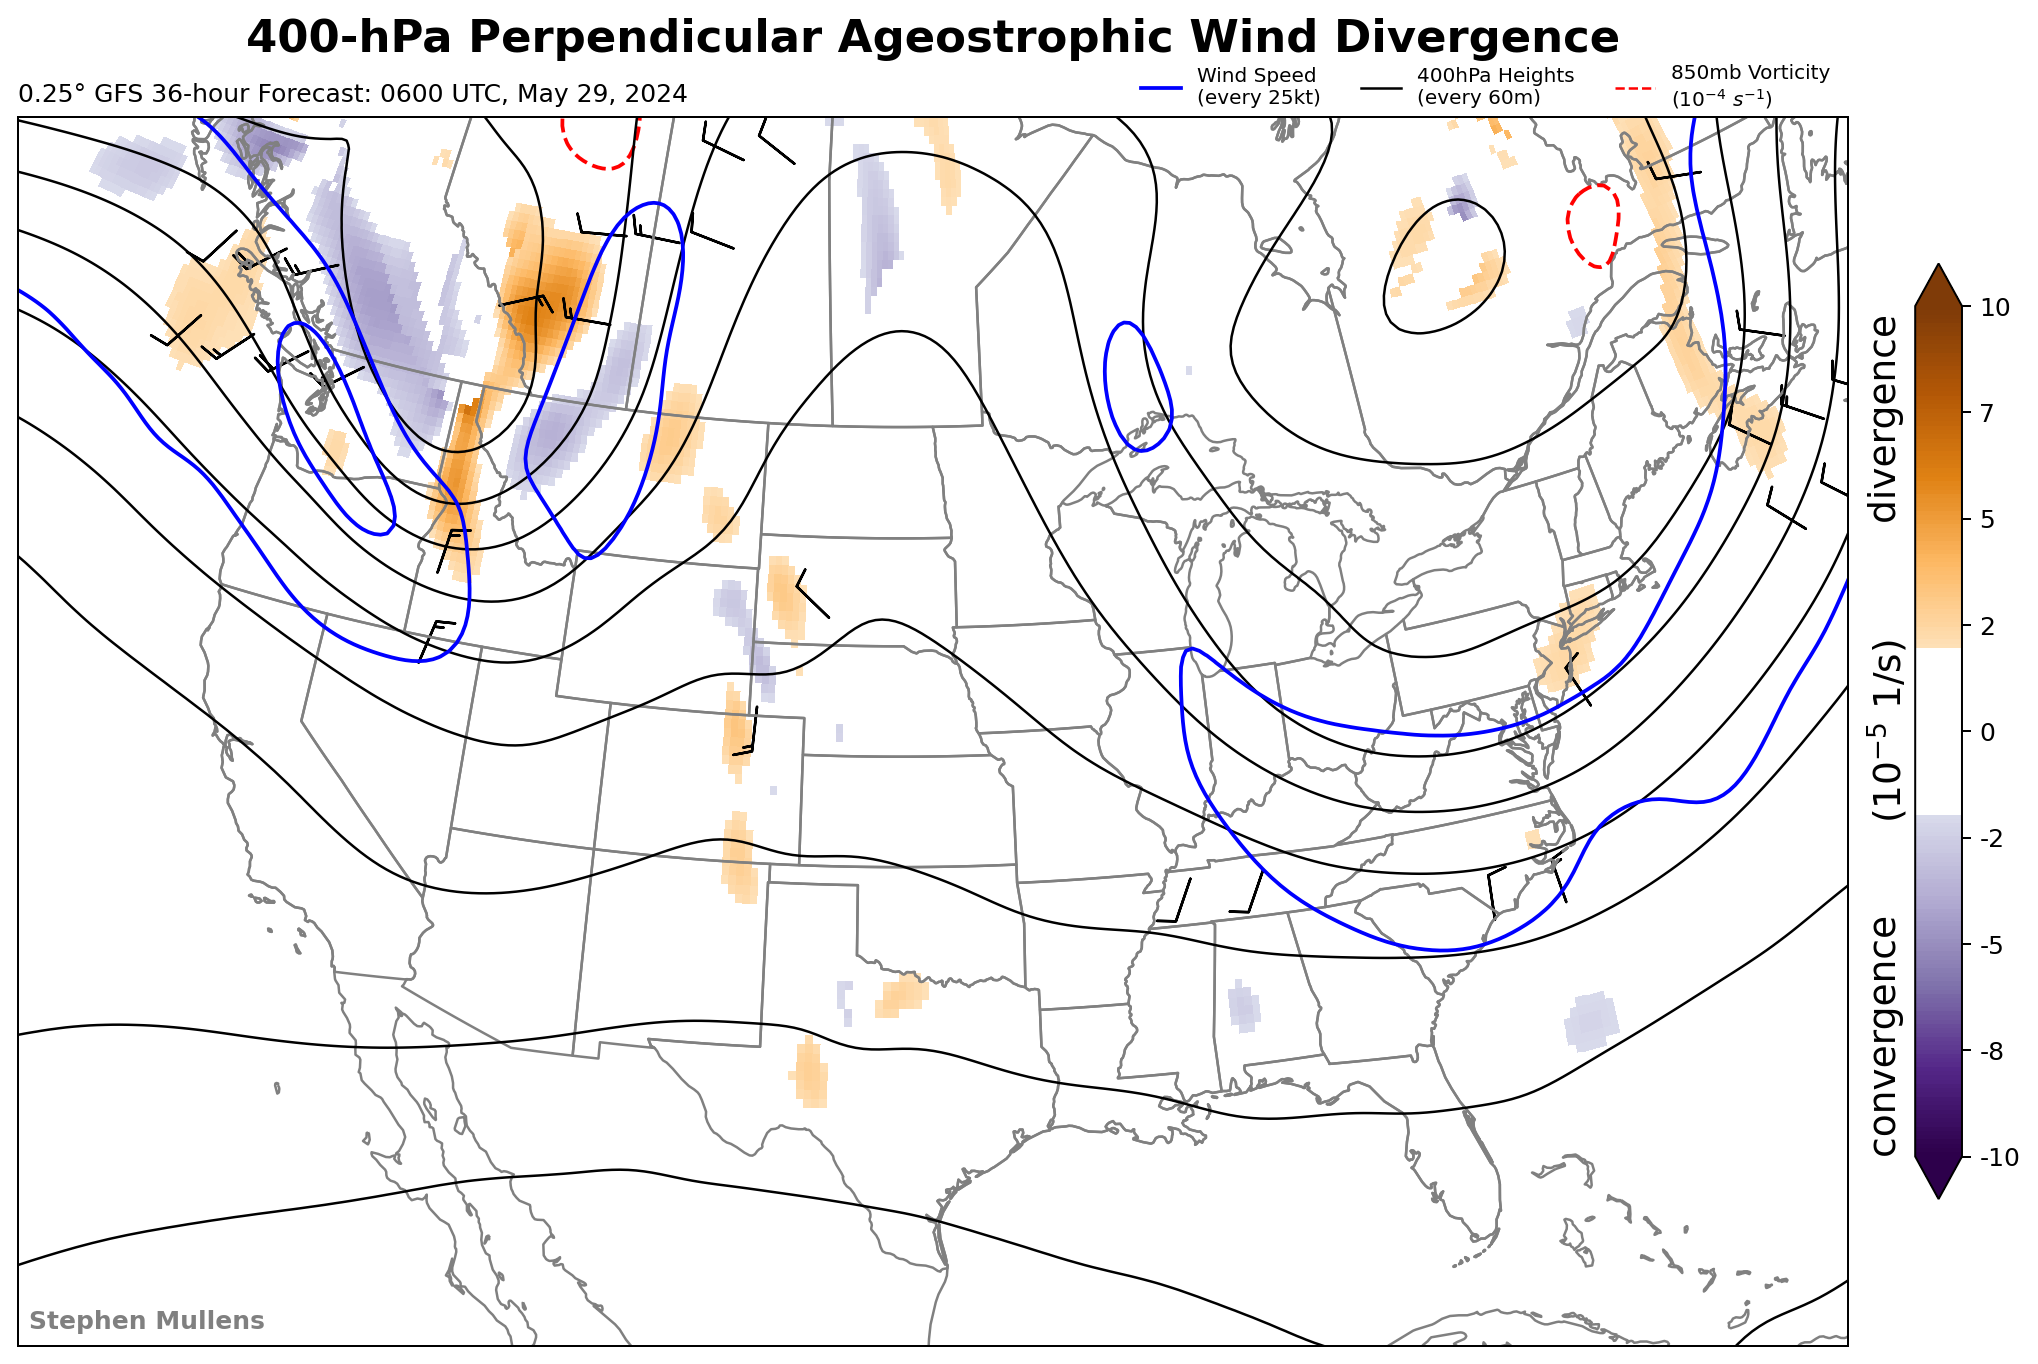 400-hPa Perpendicular Ageostrophic Wind Divergence
0.25° GFS 36-hour Forecast: 0600 UTC, May 29, 2024
Wind Speed
(every 25kt)
400hPa Heights
(every 60m)
850mb Vorticity
(10⁻⁴ s⁻¹)
10
7
5
2
0
-2
-5
-8
-10
convergence (10⁻⁵ 1/s) divergence
Stephen Mullens